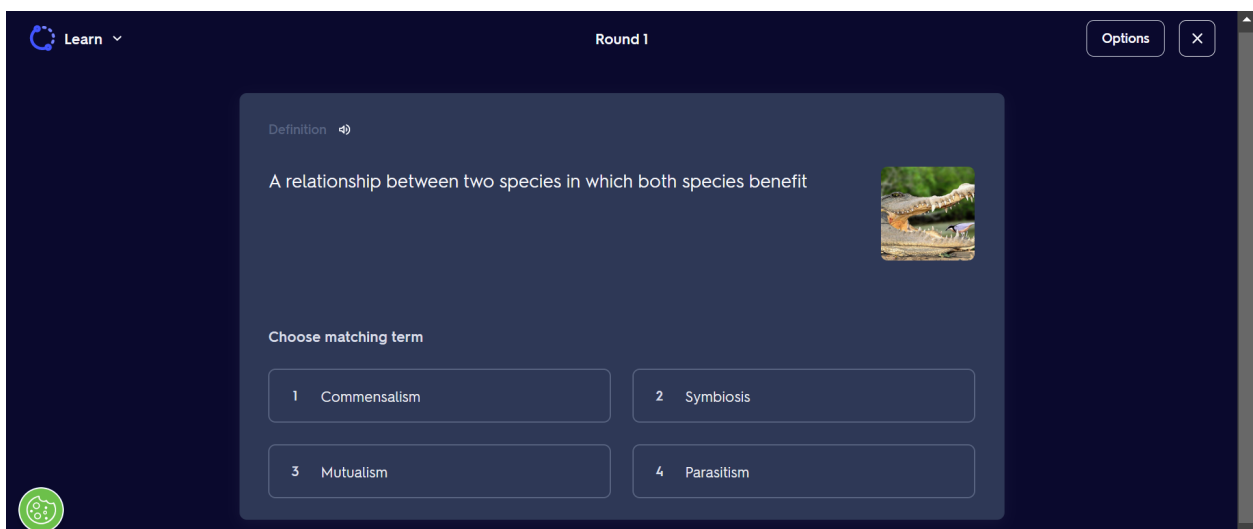 Learn
Round 1
Options
Definition
A relationship between two species in which both species benefit
Choose matching term
1 Commensalism
2 Symbiosis
3 Mutualism
4 Parasitism